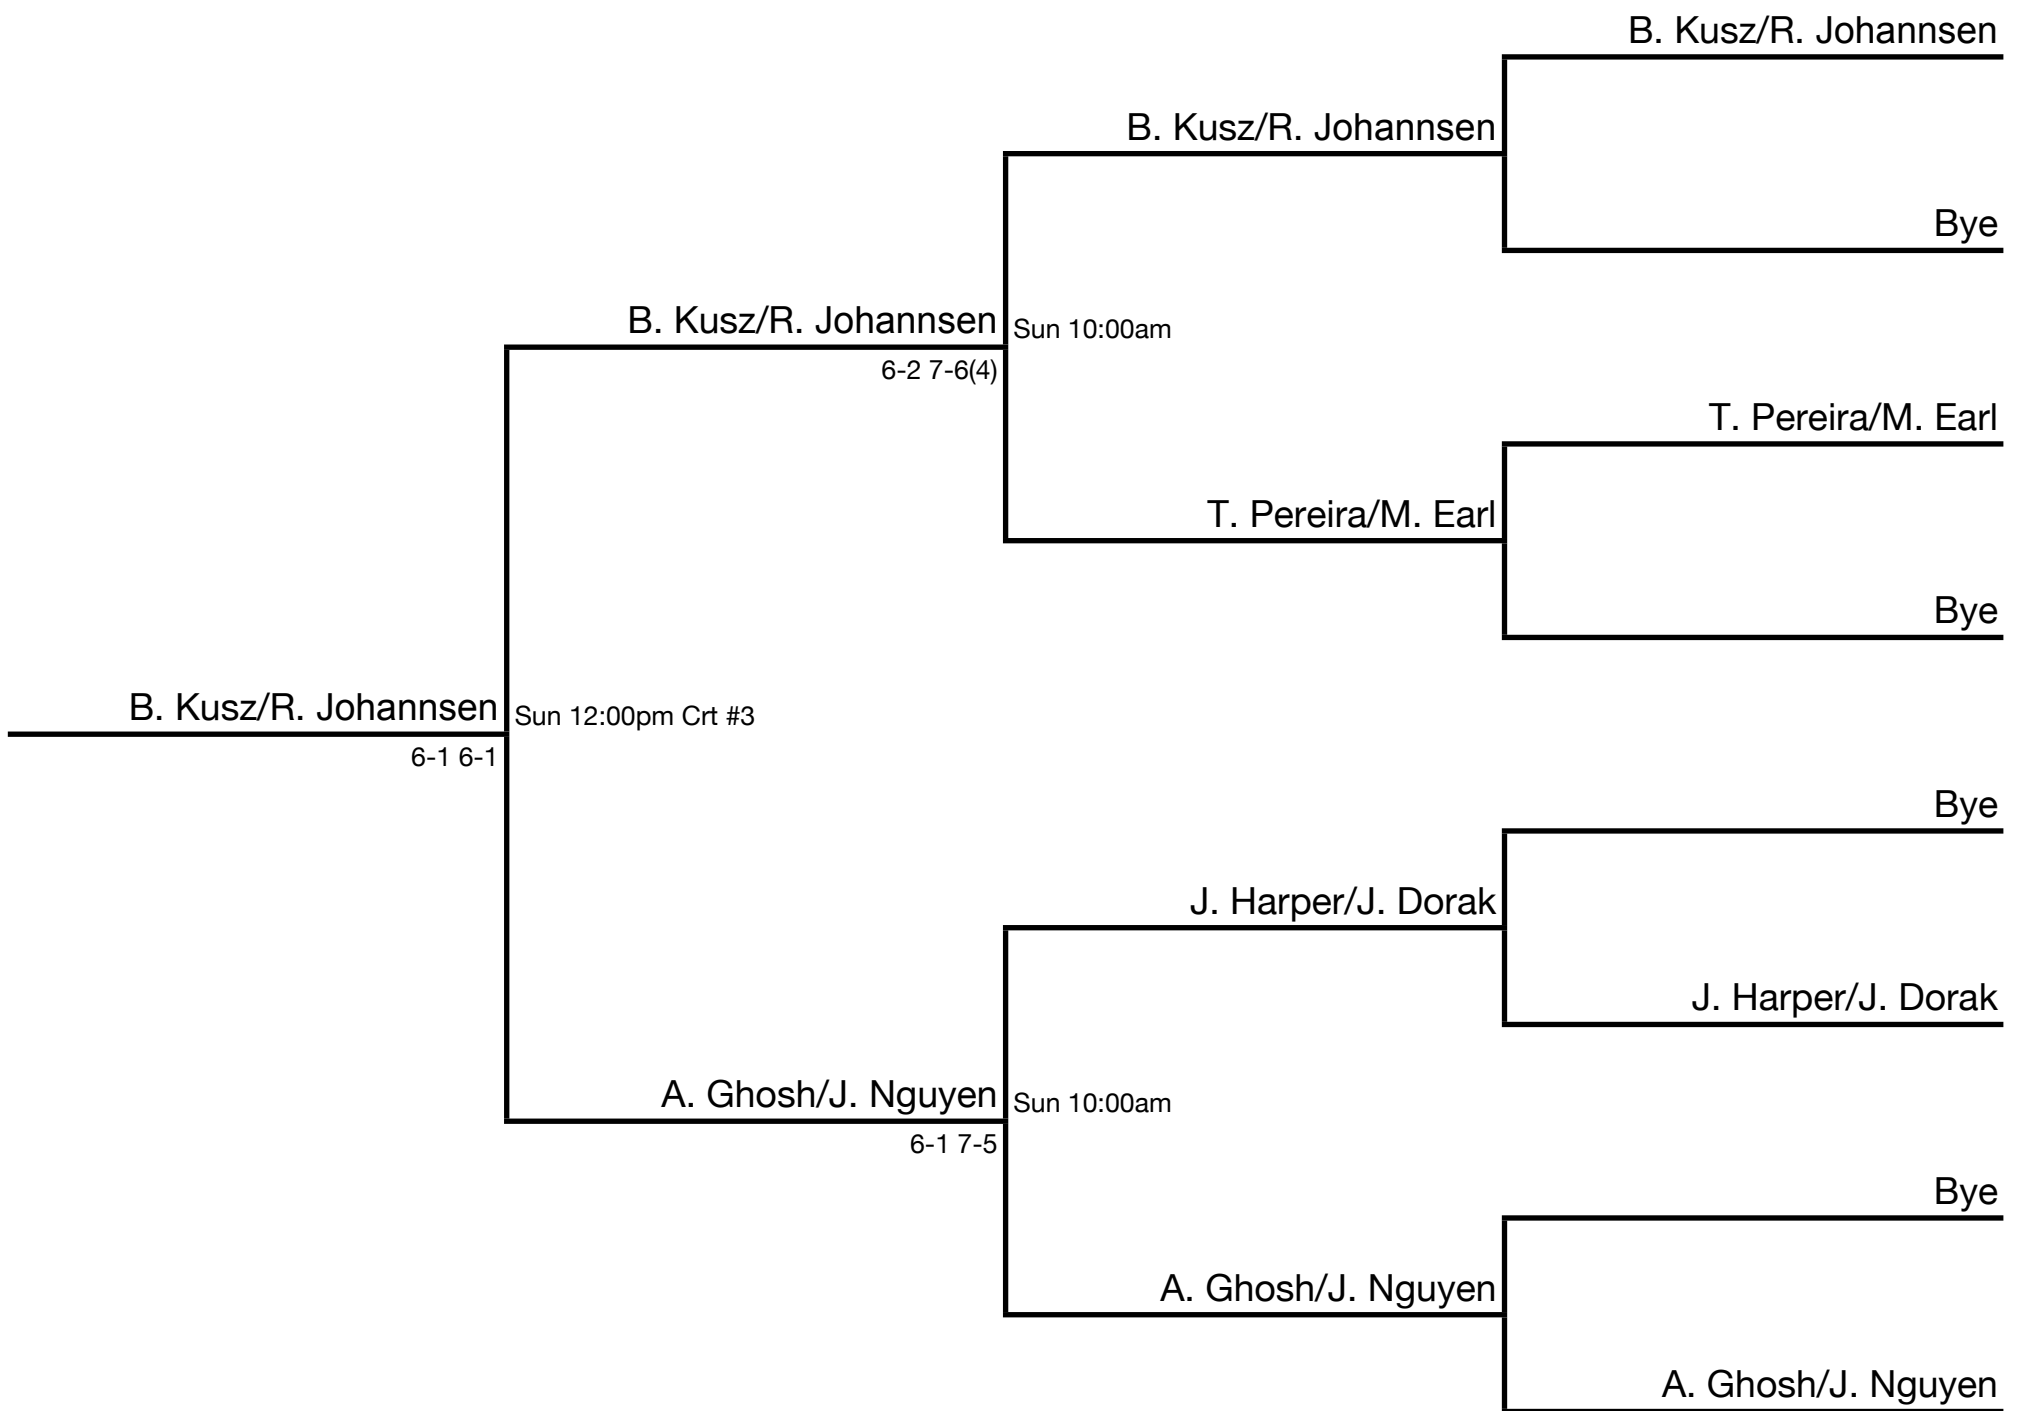 B. Kusz/R. Johannsen
B. Kusz/R. Johannsen
Bye
B. Kusz/R. Johannsen
Sun 10:00am
6-2 7-6(4)
T. Pereira/M. Earl
T. Pereira/M. Earl
Bye
B. Kusz/R. Johannsen
Sun 12:00pm Crt #3
6-1 6-1
Bye
J. Harper/J. Dorak
J. Harper/J. Dorak
A. Ghosh/J. Nguyen
Sun 10:00am
6-1 7-5
Bye
A. Ghosh/J. Nguyen
A. Ghosh/J. Nguyen